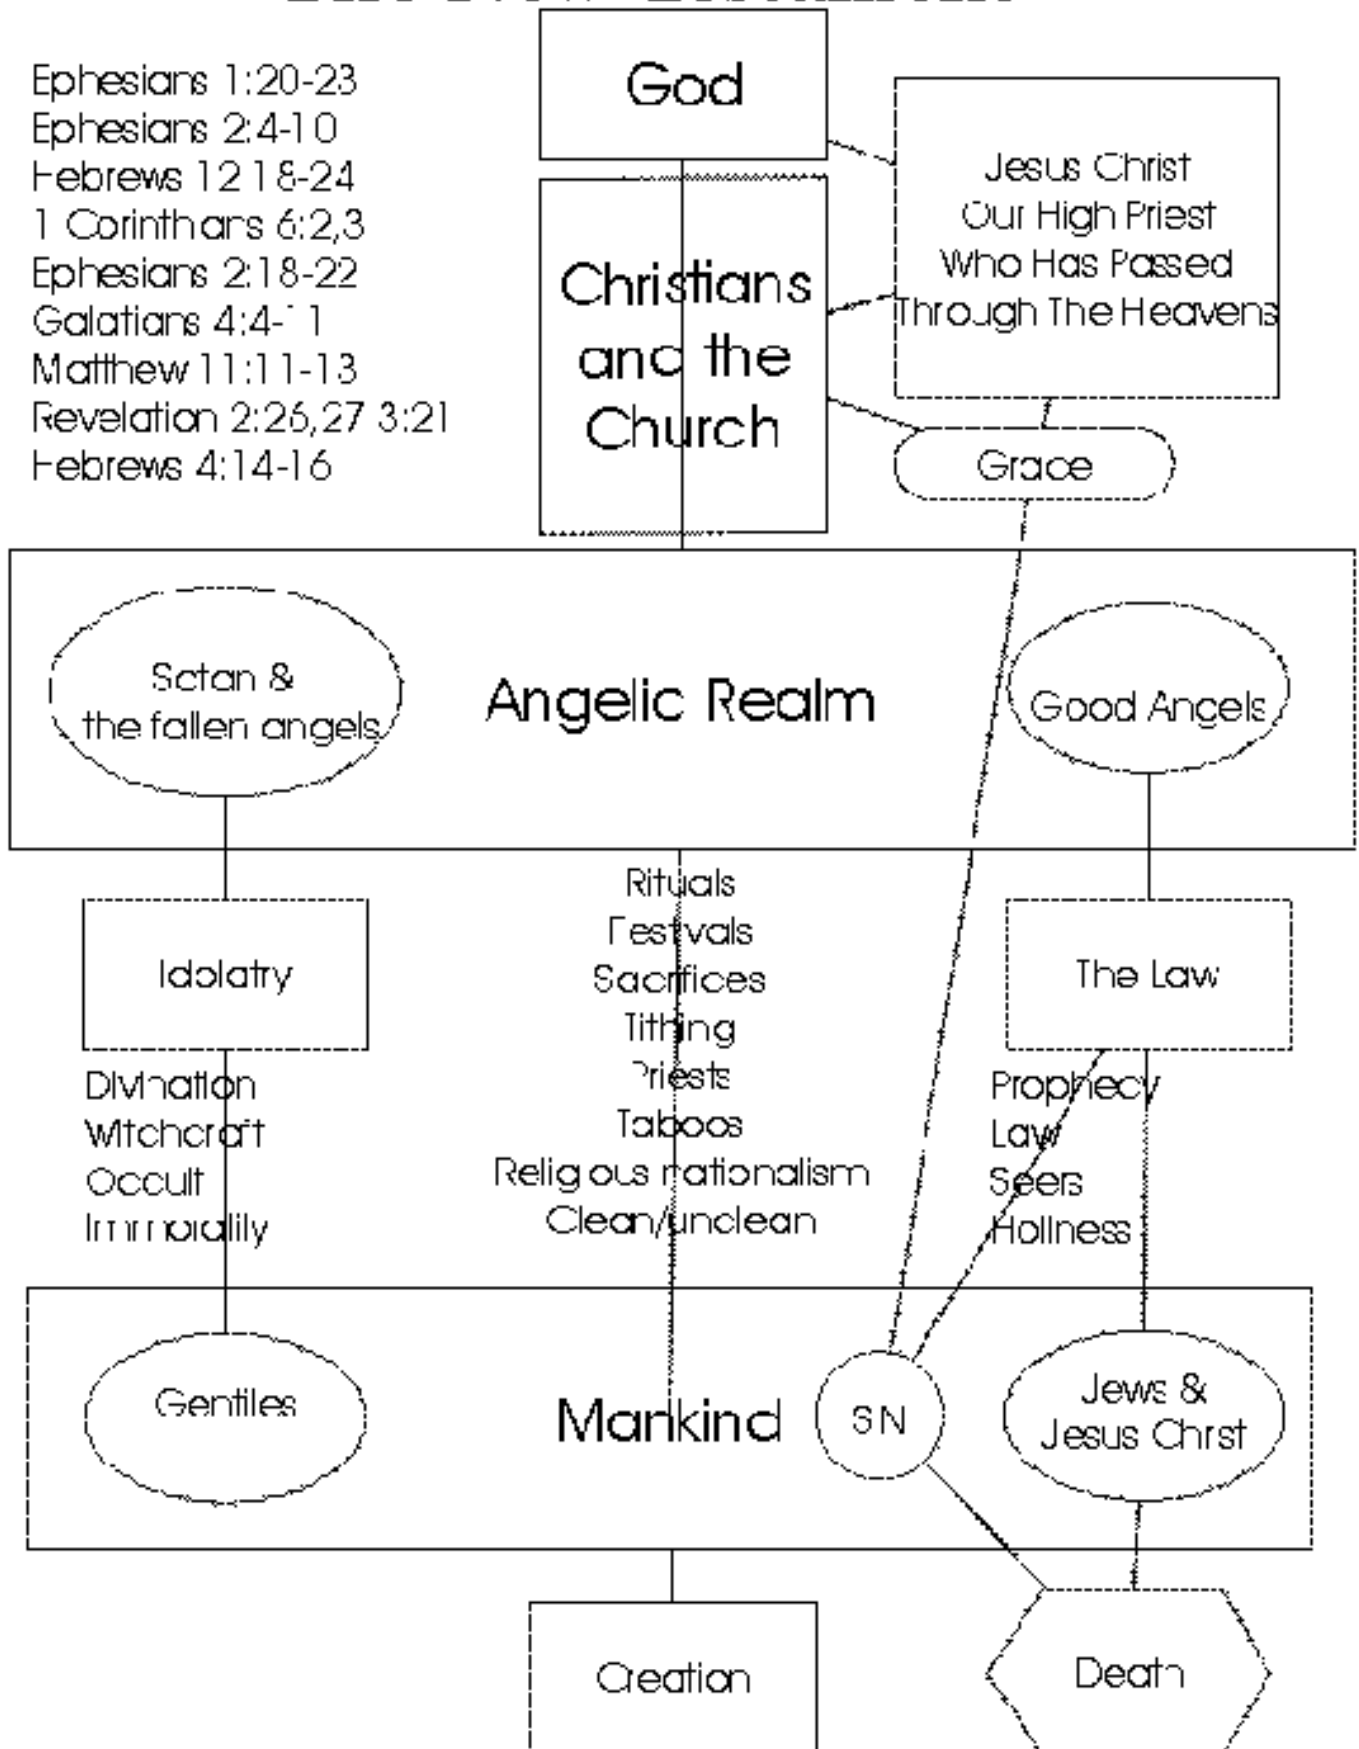 God
Ephesians 1:20-23
Ephesians 2:4-10
Hebrews 12 18-24
1 Corinthans 6:2,3
Ephesians 2:18-22
Galatians 4:4-11
Matthew 11:11-13
Revelation 2:26,27 3:21
Hebrews 4:14-16
Jesus Christ
Our High Priest
Who Has Passed
Through The Heavens
Christians
and the
Church
Grace
Satan &
the fallen angels
Angelic Realm
Good Angels
Rituals
Festvals
Sacrifices
Tithing
Priests
Taboos
Religious nationalism
Clean/unclean
Idolatry
The Law
Divination
Witchcraft
Occult
Immorality
Prophecy
Law
Seers
Holiness
Gentiles
Mankind
SN
Jews &
Jesus Chrst
Creation
Death